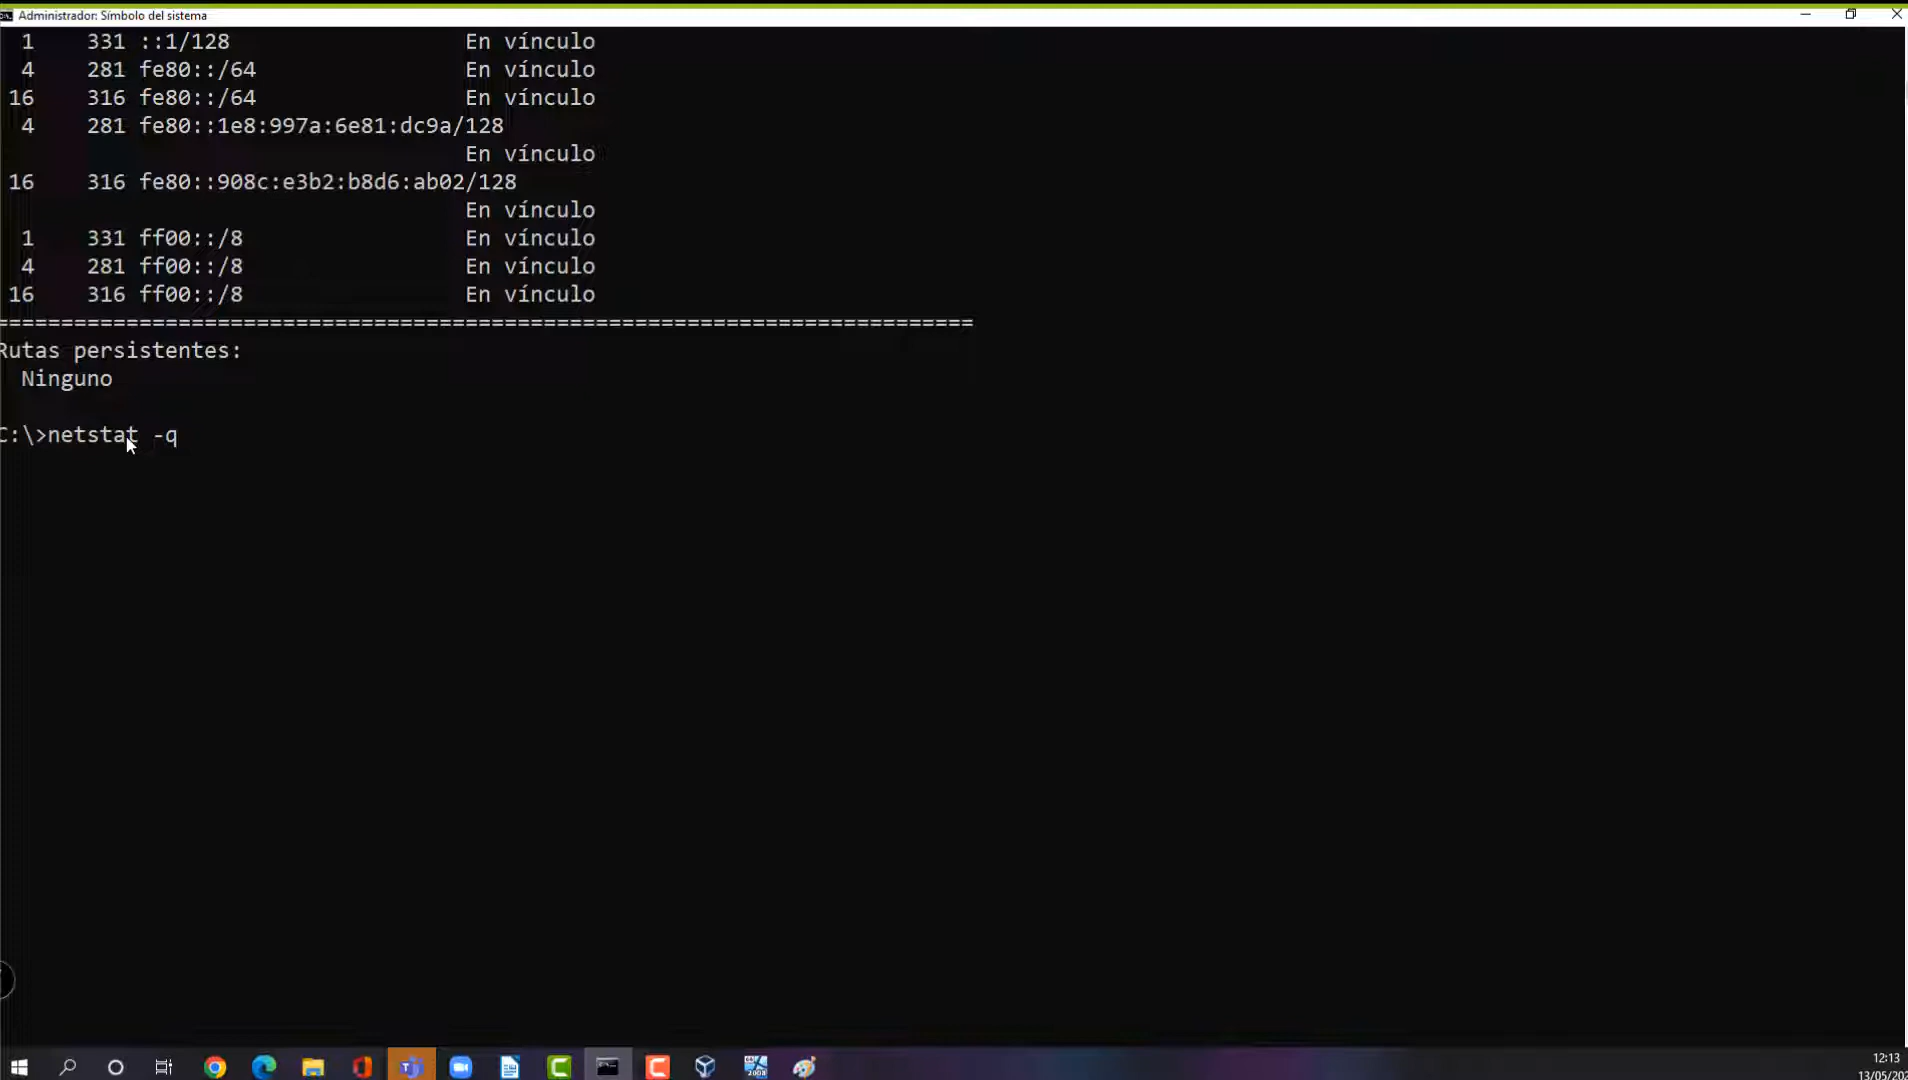 Administrador: Símbolo del sistema
1 331 ::1/128 En vínculo
4 281 fe80::/64 En vínculo
16 316 fe80::/64 En vínculo
4 281 fe80::1e8:997a:6e81:dc9a/128
En vínculo
16 316 fe80::908c:e3b2:b8d6:ab02/128
En vínculo
1 331 ff00::/8 En vínculo
4 281 ff00::/8 En vínculo
16 316 ff00::/8 En vínculo
===========================================================================
Rutas persistentes:
Ninguno
C:\>netstat -q
12:13
13/05/202